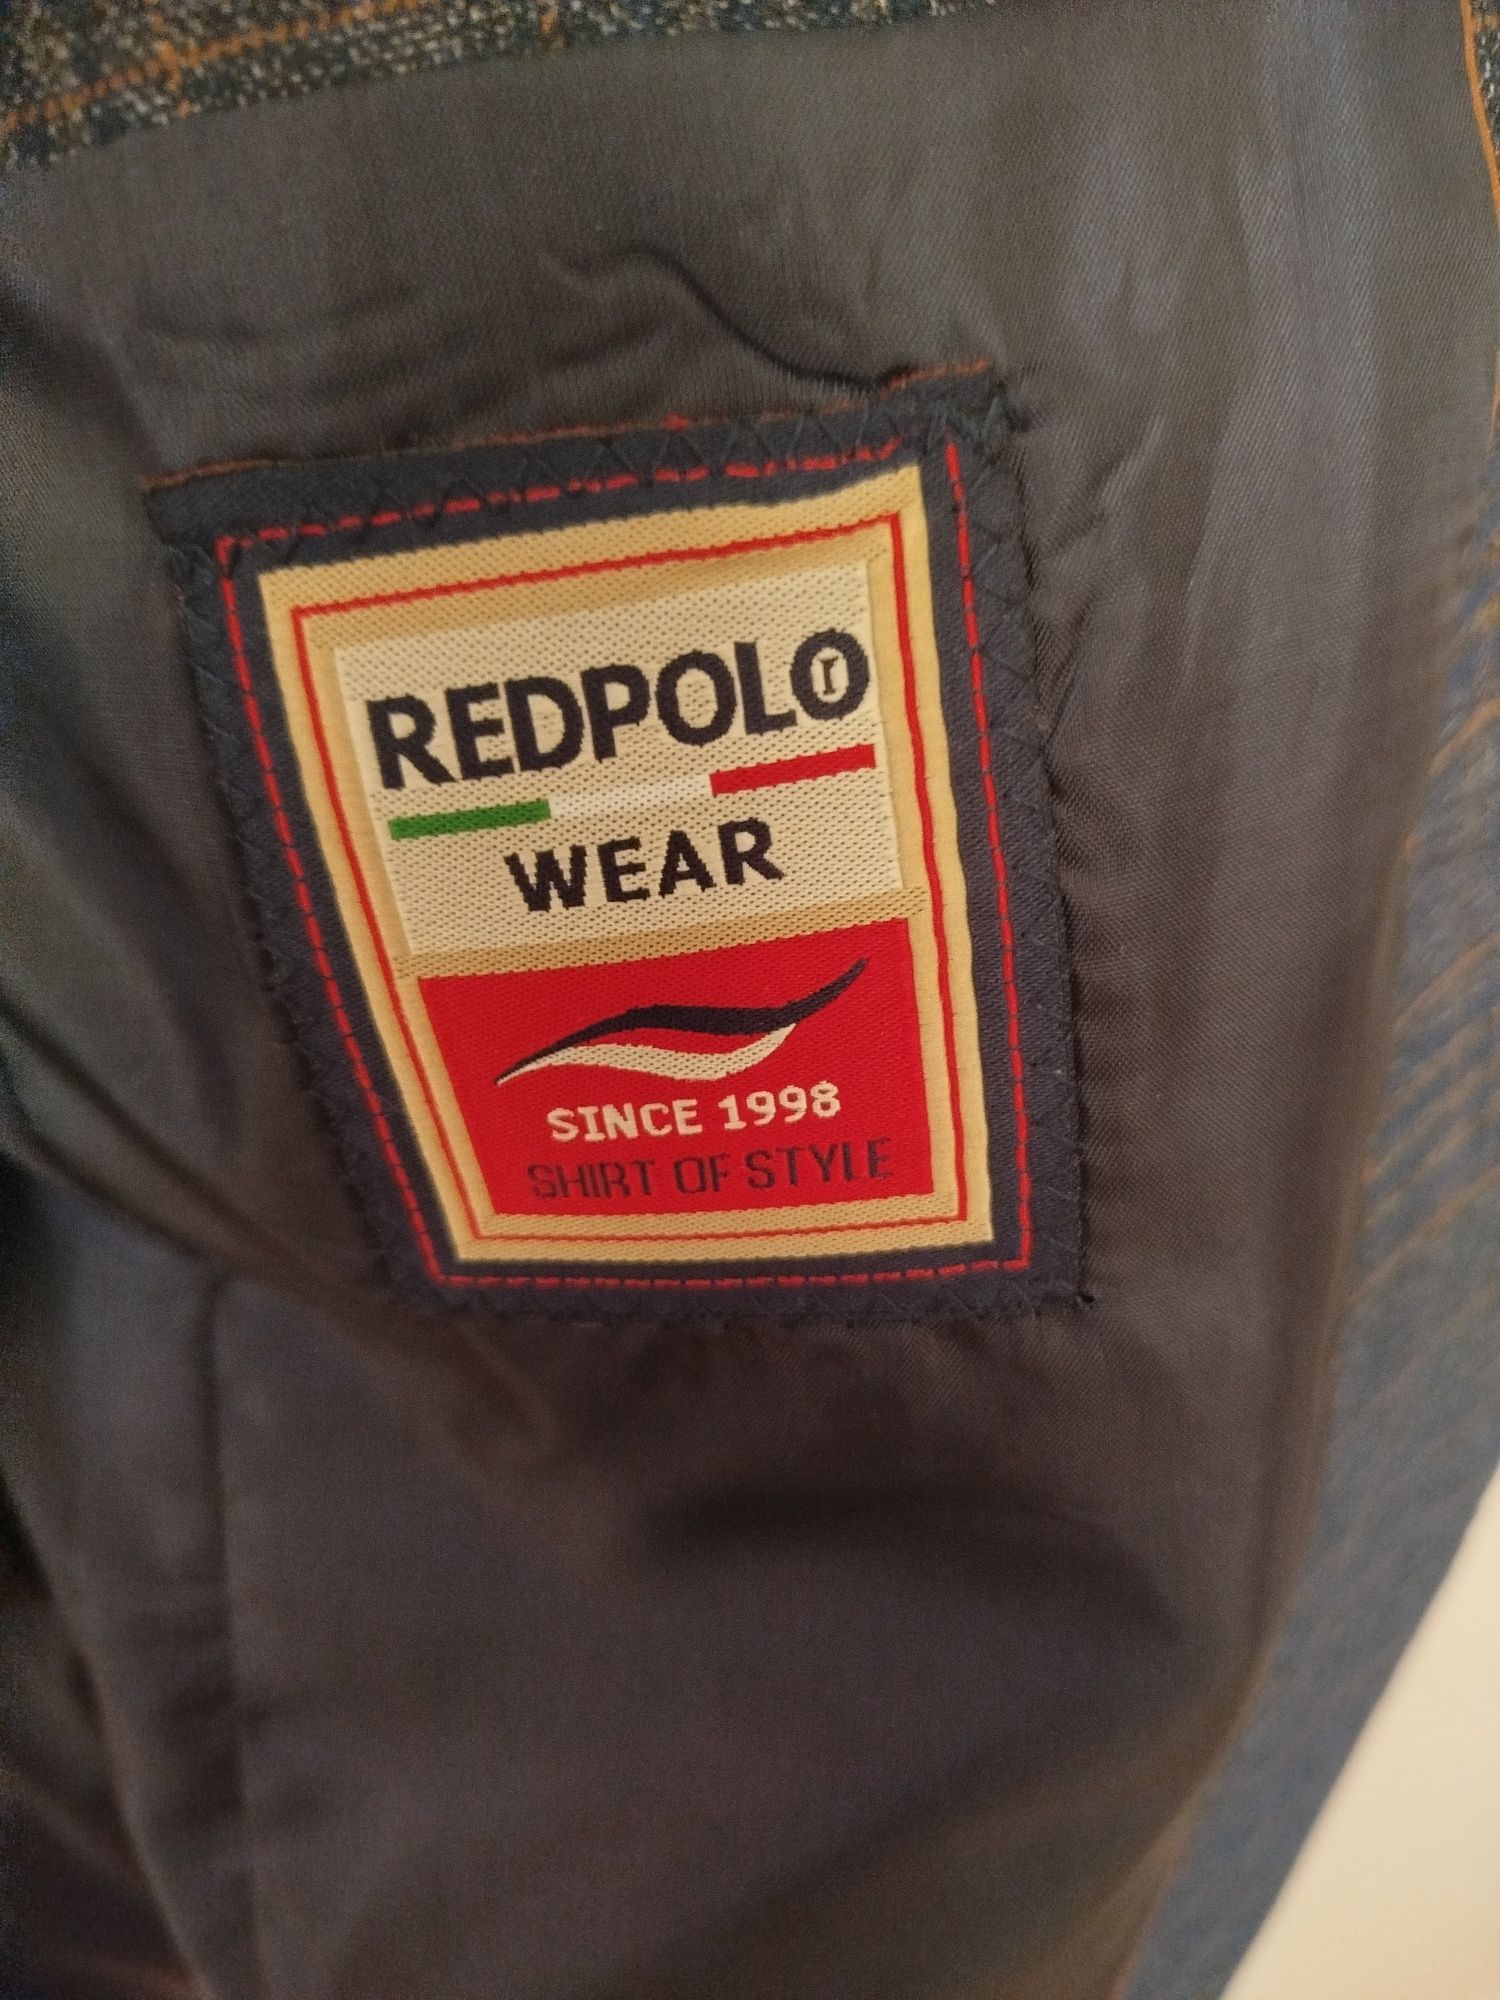 REDPOLO
r
WEAR
SINCE 1998
SHIRT OF STYLE